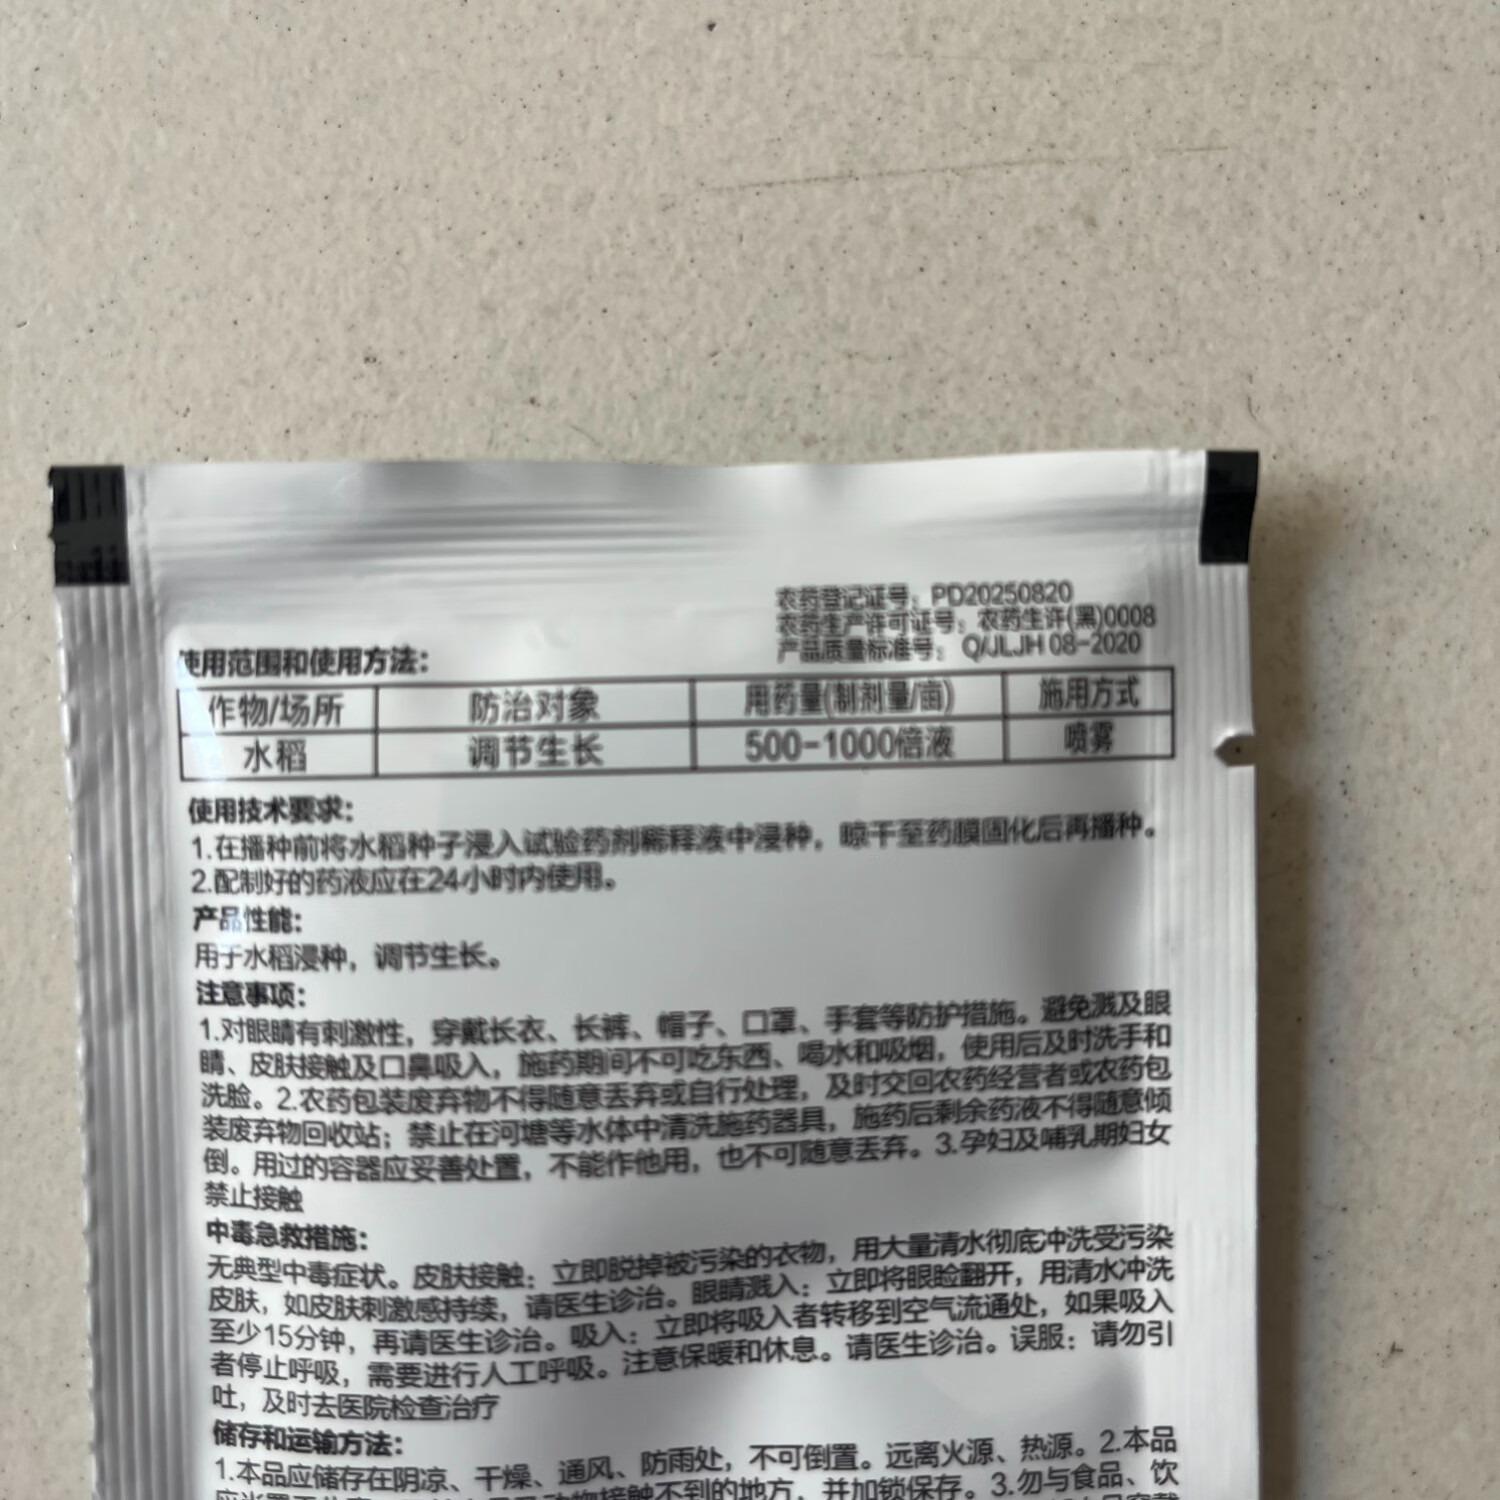 农药登记证号：PD20250820
农药生产许可证号：农药生许(黑)0008
产品质量标准号：Q/JLJH 08-2020
使用范围和使用方法：
作物/场所 防治对象 用药量(制剂量/亩) 施用方式
水稻 调节生长 500-1000倍液 喷雾
使用技术要求：
1.在播种前将水稻种子浸入试验药剂稀释液中浸种，晾干至药膜固化后再播种。
2.配制好的药液应在24小时内使用。
产品性能：
用于水稻浸种，调节生长。
注意事项：
1.对眼睛有刺激性，穿戴长衣、长裤、帽子、口罩、手套等防护措施。避免溅及眼
睛、皮肤接触及口鼻吸入，施药期间不可吃东西、喝水和吸烟，使用后及时洗手和
洗脸。2.农药包装废弃物不得随意丢弃或自行处理，及时交回农药经营者或农药包
装废弃物回收站；禁止在河塘等水体中清洗施药器具，施药后剩余药液不得随意倾
倒。用过的容器应妥善处置，不能作他用，也不可随意丢弃。3.孕妇及哺乳期妇女
禁止接触
中毒急救措施：
无典型中毒症状。皮肤接触：立即脱掉被污染的衣物，用大量清水彻底冲洗受污染
皮肤，如皮肤刺激感持续，请医生诊治。眼睛溅入：立即将眼睑翻开，用清水冲洗
至少15分钟，再请医生诊治。吸入：立即将吸入者转移到空气流通处，如果吸入
者停止呼吸，需要进行人工呼吸。注意保暖和休息。请医生诊治。误服：请勿引
吐，及时去医院检查治疗
储存和运输方法：
1.本品应储存在阴凉、干燥、通风、防雨处，不可倒置。远离火源、热源。2.本品
接触不到的地方，并加锁保存。3.勿与食品、饮